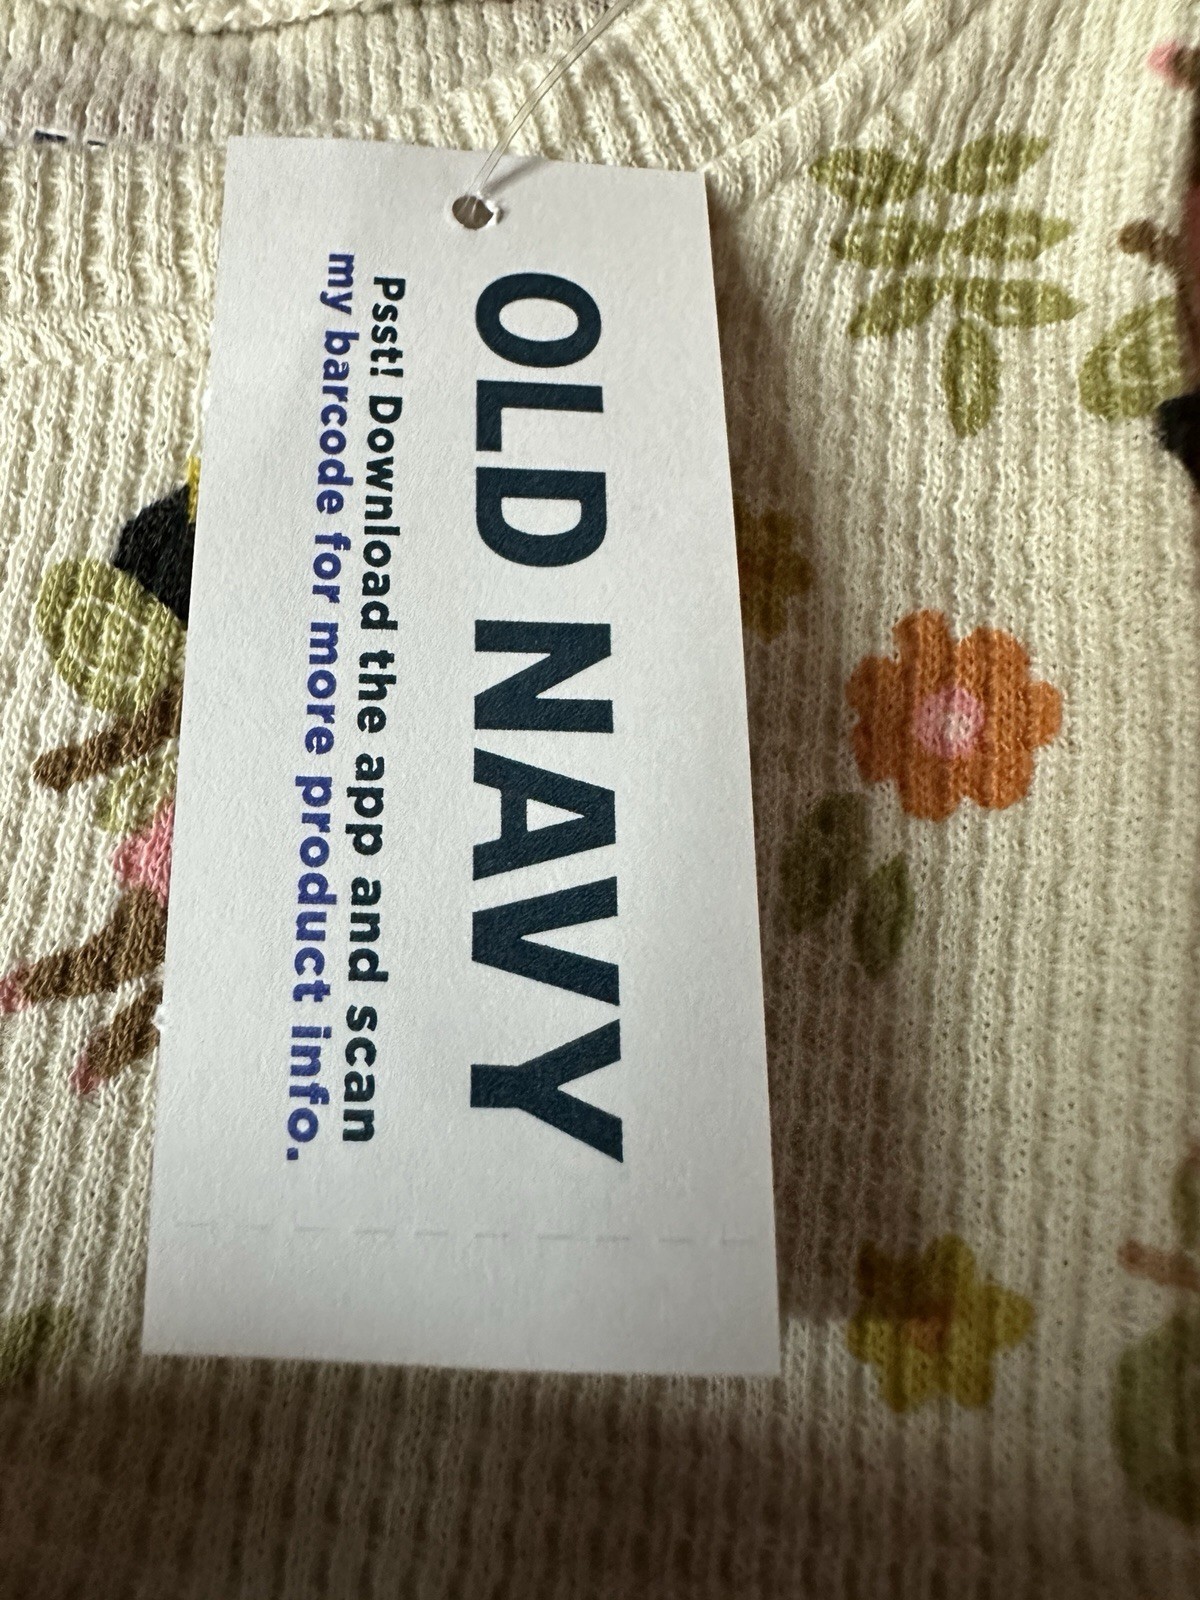 OLD NAVY
Psst! Download the app and scan
my barcode for more product info.